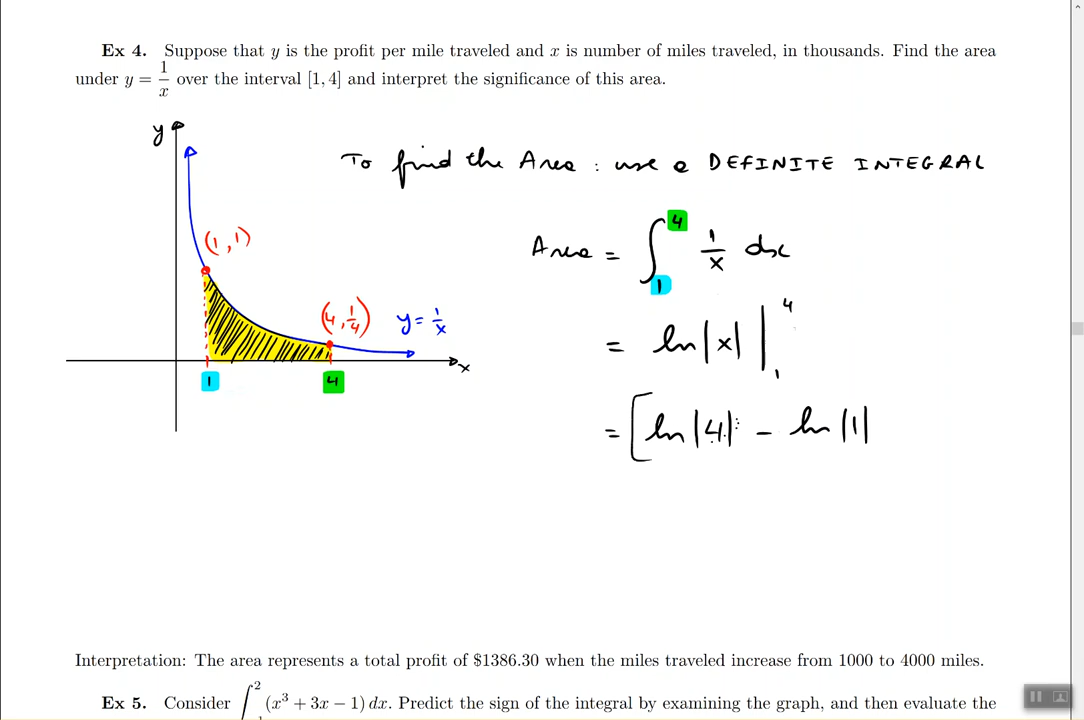 Ex 4. Suppose that y is the profit per mile traveled and x is number of miles traveled, in thousands. Find the area
under y = 1/x over the interval [1, 4] and interpret the significance of this area.
y
To find the Area : use a DEFINITE INTEGRAL
(1, 1)
Area = ∫₁⁴ 1/x dx
(4, 1/4)
y = 1/x
= ln|x| |₁⁴
x
1
4
= [ln|4| - ln|1|
Interpretation: The area represents a total profit of $1386.30 when the miles traveled increase from 1000 to 4000 miles.
Ex 5. Consider ∫₁² (x³ + 3x − 1) dx. Predict the sign of the integral by examining the graph, and then evaluate the